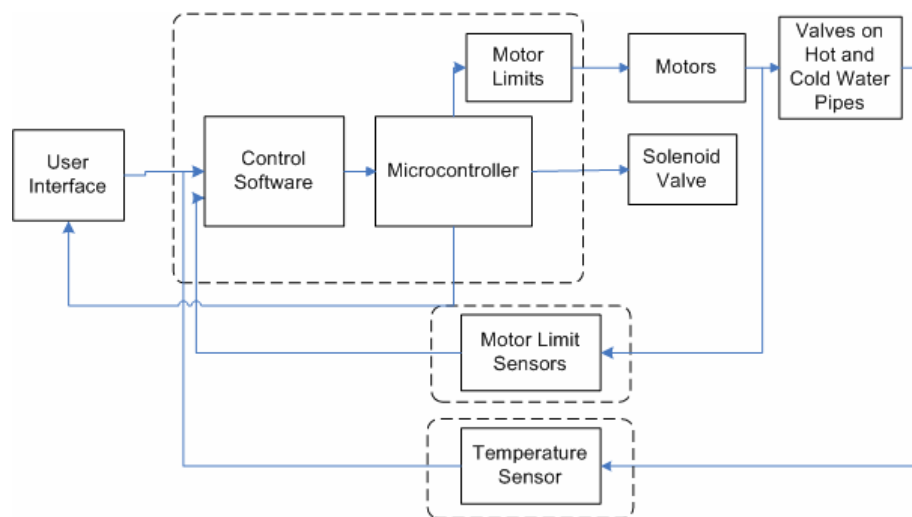 Motor
Limits
Motors
Valves on
Hot and
Cold Water
Pipes
User
Interface
Control
Software
Microcontroller
Solenoid
Valve
Motor Limit
Sensors
Temperature
Sensor